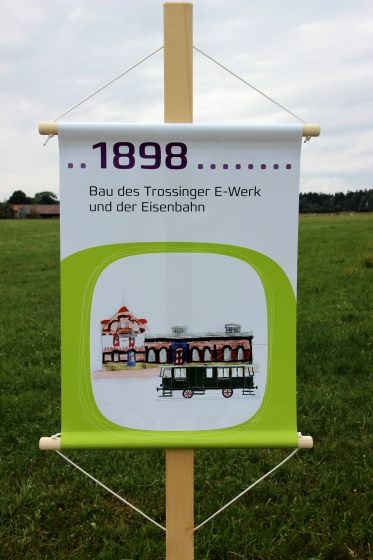 1898
Bau des Trossinger E-Werk
und der Eisenbahn